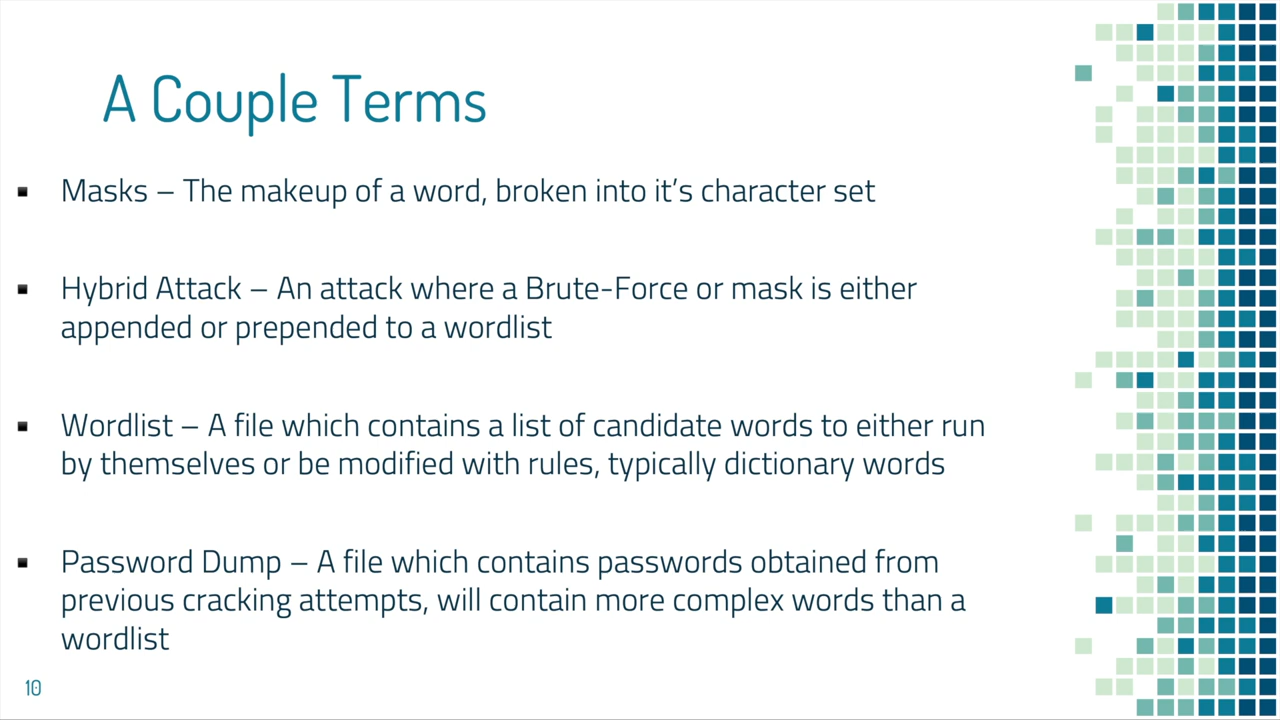 A Couple Terms
▪ Masks – The makeup of a word, broken into it’s character set
▪ Hybrid Attack – An attack where a Brute-Force or mask is either
appended or prepended to a wordlist
▪ Wordlist – A file which contains a list of candidate words to either run
by themselves or be modified with rules, typically dictionary words
▪ Password Dump – A file which contains passwords obtained from
previous cracking attempts, will contain more complex words than a
wordlist
10